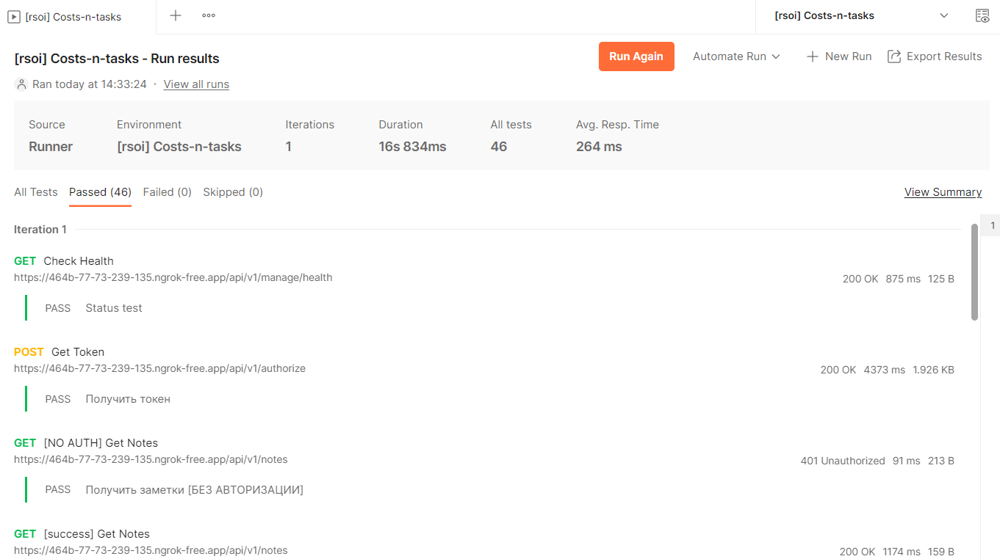 [rsoi] Costs-n-tasks
[rsoi] Costs-n-tasks
[rsoi] Costs-n-tasks - Run results
Run Again Automate Run New Run Export Results
Ran today at 14:33:24 · View all runs
Source Environment Iterations Duration All tests Avg. Resp. Time
Runner [rsoi] Costs-n-tasks 1 16s 834ms 46 264 ms
All Tests Passed (46) Failed (0) Skipped (0) View Summary
Iteration 1
1
GET Check Health
https://464b-77-73-239-135.ngrok-free.app/api/v1/manage/health
200 OK 875 ms 125 B
PASS Status test
POST Get Token
https://464b-77-73-239-135.ngrok-free.app/api/v1/authorize
200 OK 4373 ms 1.926 KB
PASS Получить токен
GET [NO AUTH] Get Notes
https://464b-77-73-239-135.ngrok-free.app/api/v1/notes
401 Unauthorized 91 ms 213 B
PASS Получить заметки [БЕЗ АВТОРИЗАЦИИ]
GET [success] Get Notes
https://464b-77-73-239-135.ngrok-free.app/api/v1/notes
200 OK 1174 ms 159 B